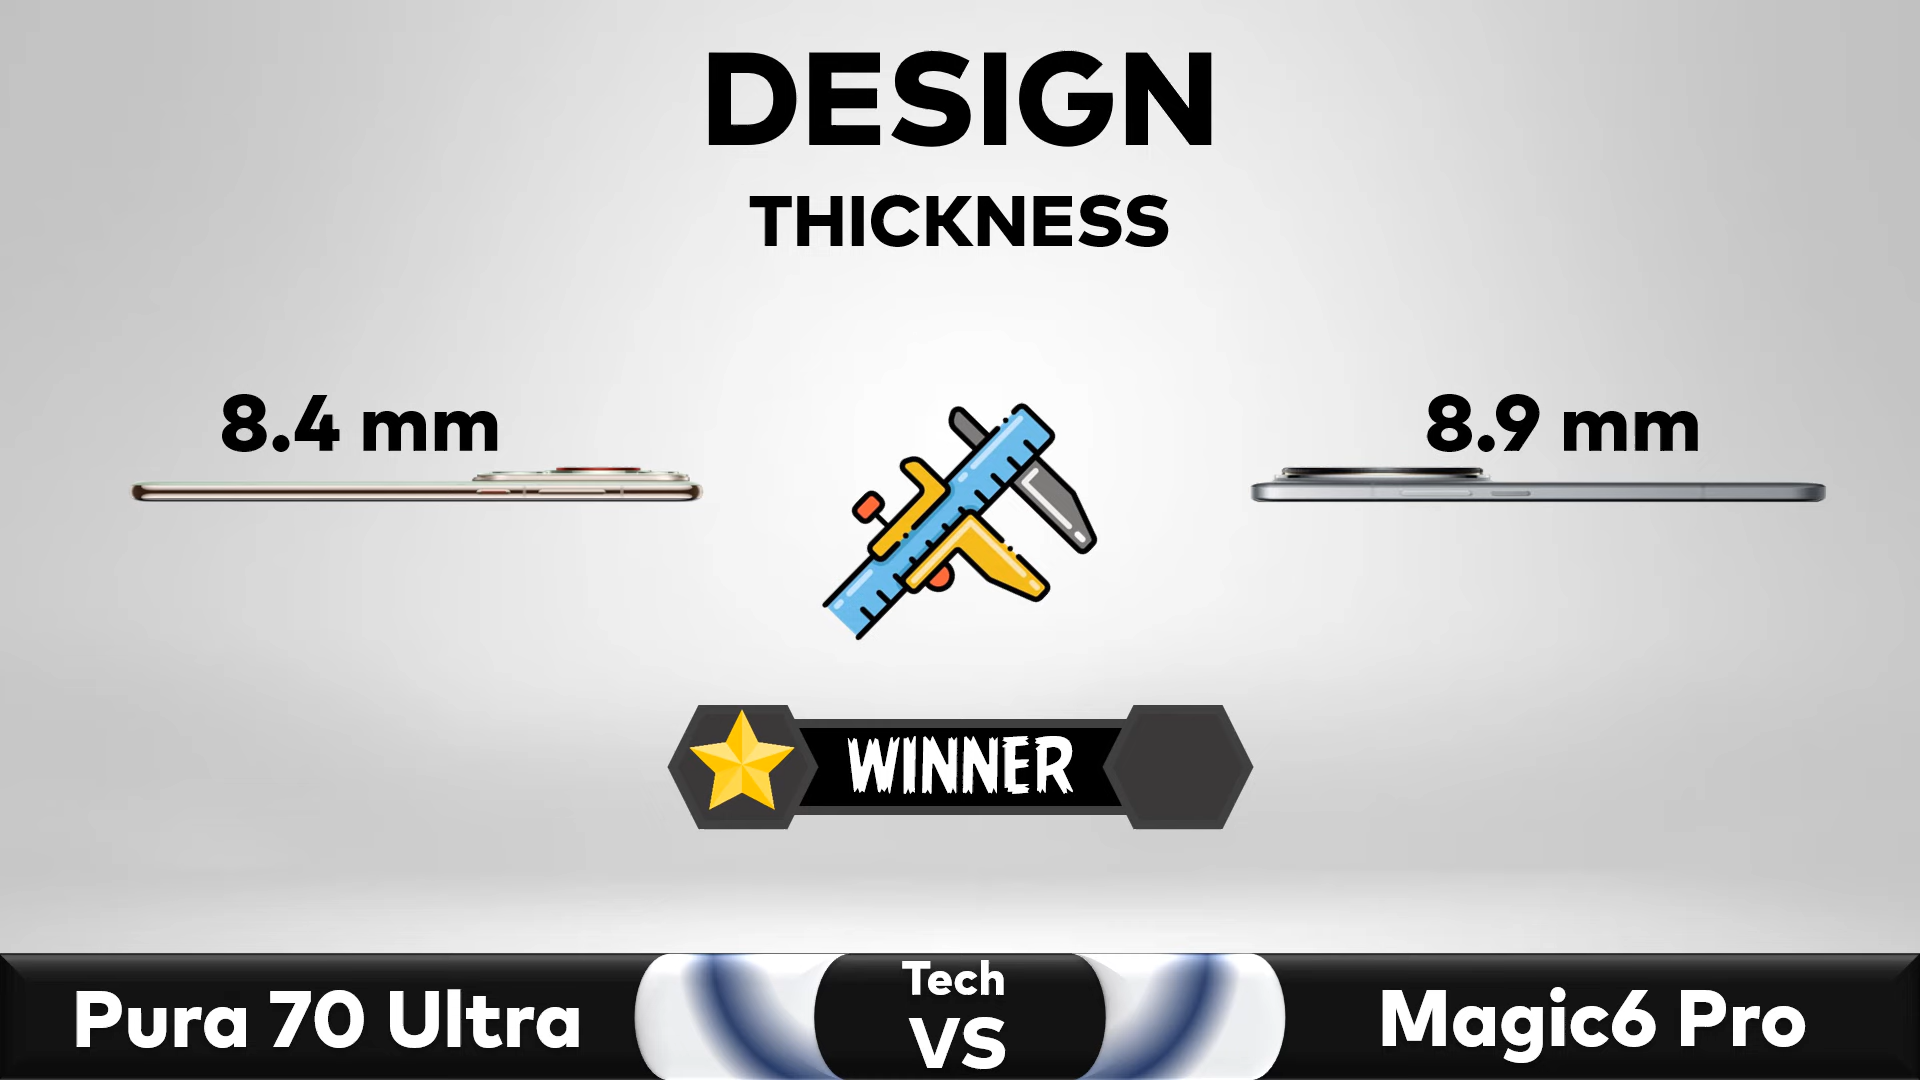 DESIGN
THICKNESS
8.4 mm
8.9 mm
WINNER
Pura 70 Ultra
Tech
VS
Magic6 Pro